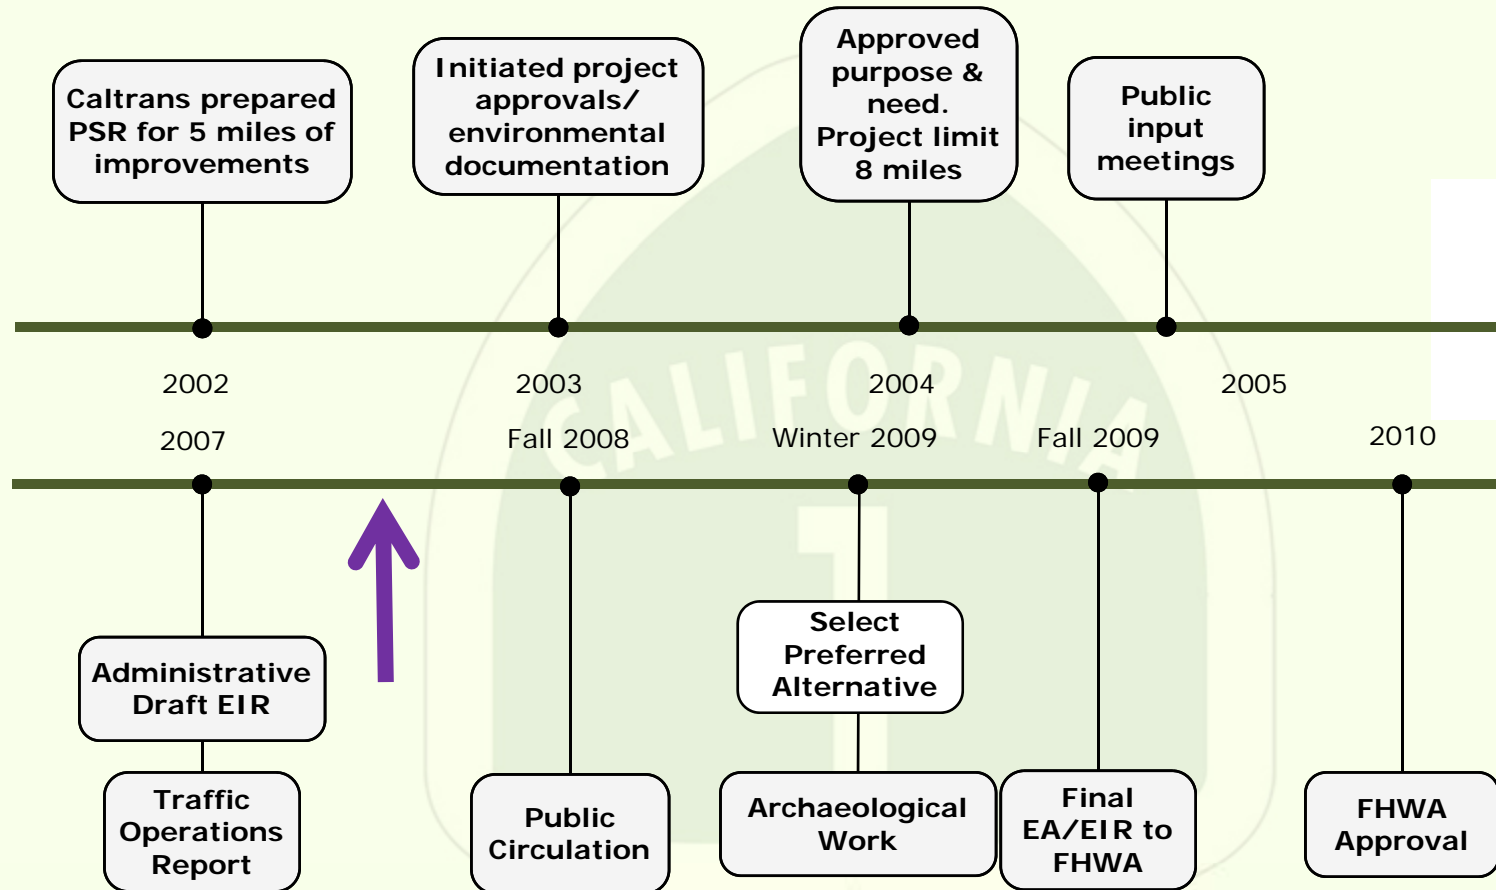 Caltrans prepared
PSR for 5 miles of
improvements
Initiated project
approvals/
environmental
documentation
Approved
purpose &
need.
Project limit
8 miles
Public
input
meetings
2002
2003
2004
2005
2007
Fall 2008
Winter 2009
Fall 2009
2010
CALIFORNIA
1
Administrative
Draft EIR
Traffic
Operations
Report
Public
Circulation
Select
Preferred
Alternative
Archaeological
Work
Final
EA/EIR to
FHWA
FHWA
Approval